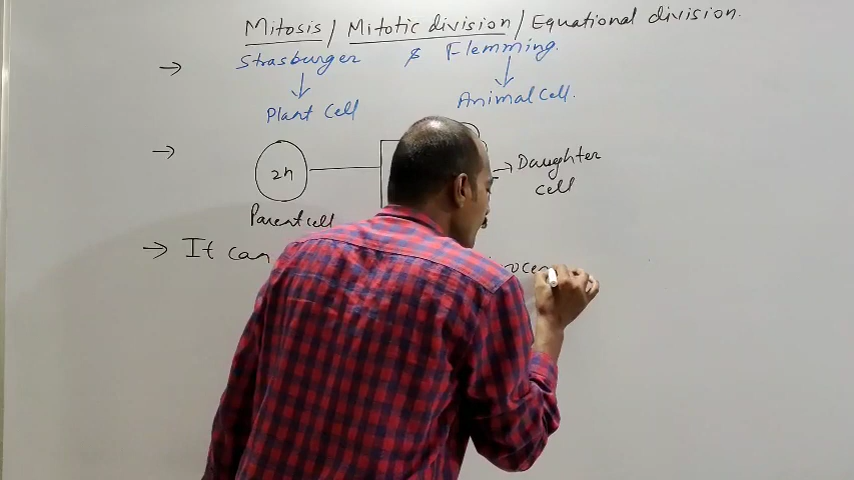 Mitosis / Mitotic division / Equational division.
→ Strasburger & Flemming.
Plant Cell Animal Cell.
→ 2n → Daughter
cell
Parent cell
→ It can